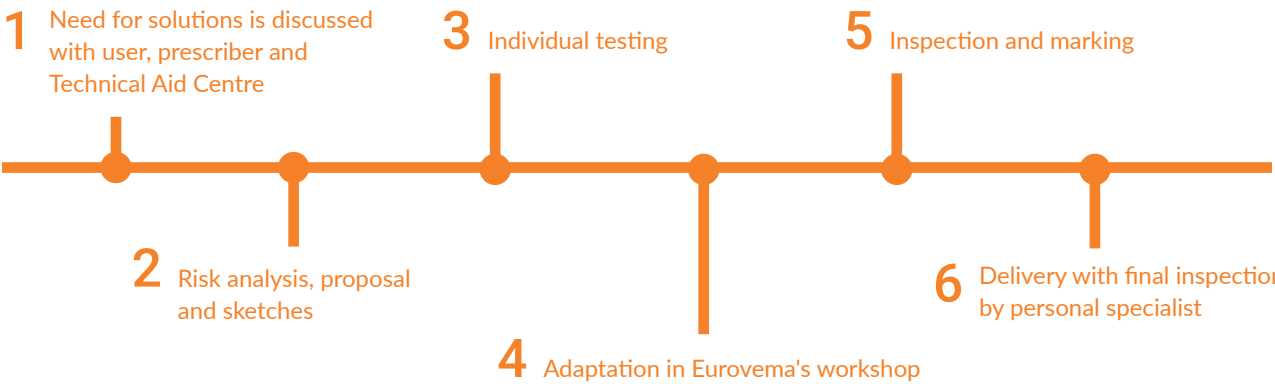 1 Need for solutions is discussed
with user, prescriber and
Technical Aid Centre
2 Risk analysis, proposal
and sketches
3 Individual testing
4 Adaptation in Eurovema's workshop
5 Inspection and marking
6 Delivery with final inspection
by personal specialist